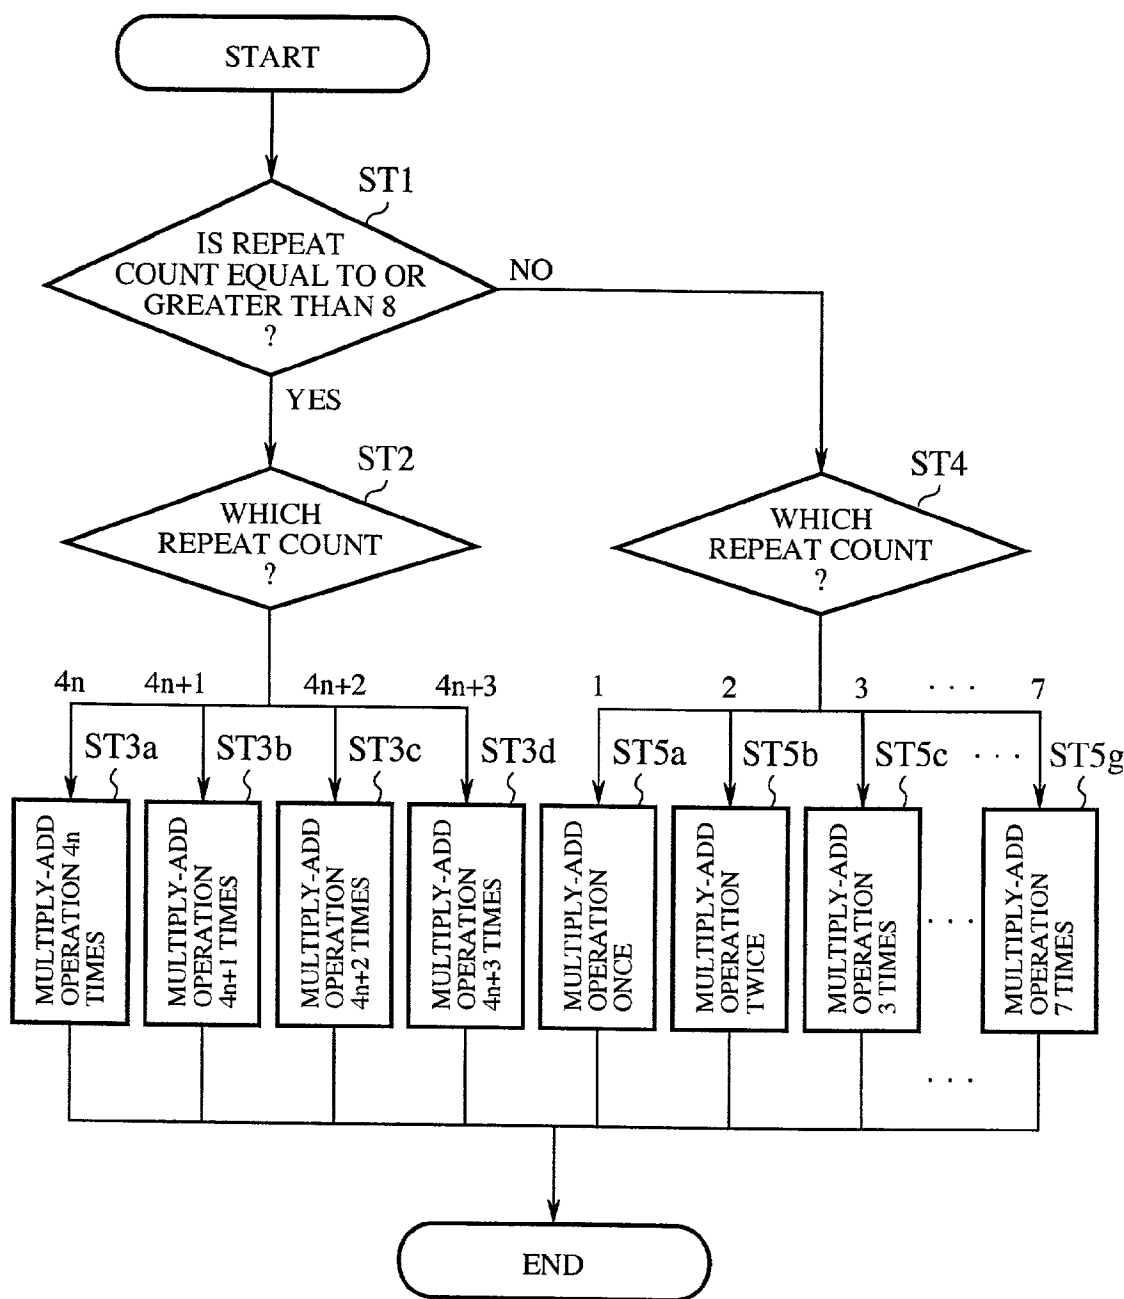 START
ST1
IS REPEAT
COUNT EQUAL TO OR
GREATER THAN 8
?
NO
YES
ST2
WHICH
REPEAT COUNT
?
ST4
WHICH
REPEAT COUNT
?
4n 4n+1 4n+2 4n+3 1 2 3 · · · 7
ST3a ST3b ST3c ST3d ST5a ST5b ST5c · · · ST5g
MULTIPLY-ADD
OPERATION 4n
TIMES
MULTIPLY-ADD
OPERATION
4n+1 TIMES
MULTIPLY-ADD
OPERATION
4n+2 TIMES
MULTIPLY-ADD
OPERATION
4n+3 TIMES
MULTIPLY-ADD
OPERATION
ONCE
MULTIPLY-ADD
OPERATION
TWICE
MULTIPLY-ADD
OPERATION
3 TIMES
· · ·
MULTIPLY-ADD
OPERATION
7 TIMES
· · ·
END